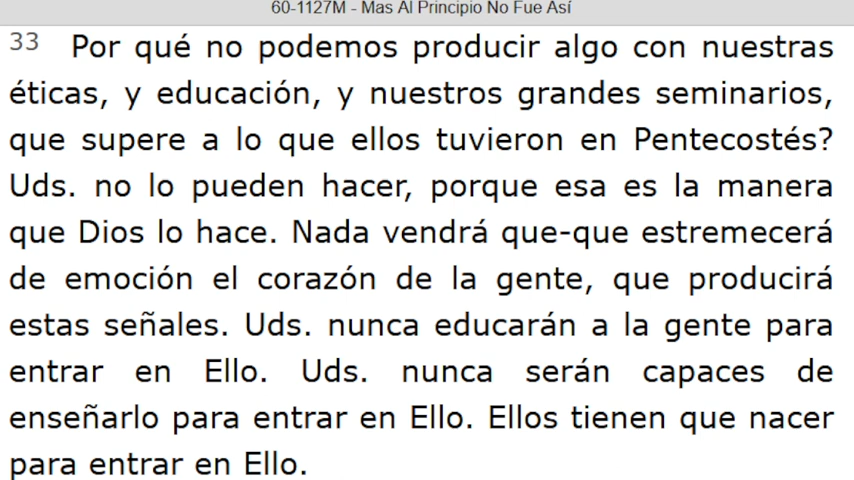 60-1127M - Mas Al Principio No Fue Así
33 Por qué no podemos producir algo con nuestras
éticas, y educación, y nuestros grandes seminarios,
que supere a lo que ellos tuvieron en Pentecostés?
Uds. no lo pueden hacer, porque esa es la manera
que Dios lo hace. Nada vendrá que-que estremecerá
de emoción el corazón de la gente, que producirá
estas señales. Uds. nunca educarán a la gente para
entrar en Ello. Uds. nunca serán capaces de
enseñarlo para entrar en Ello. Ellos tienen que nacer
para entrar en Ello.